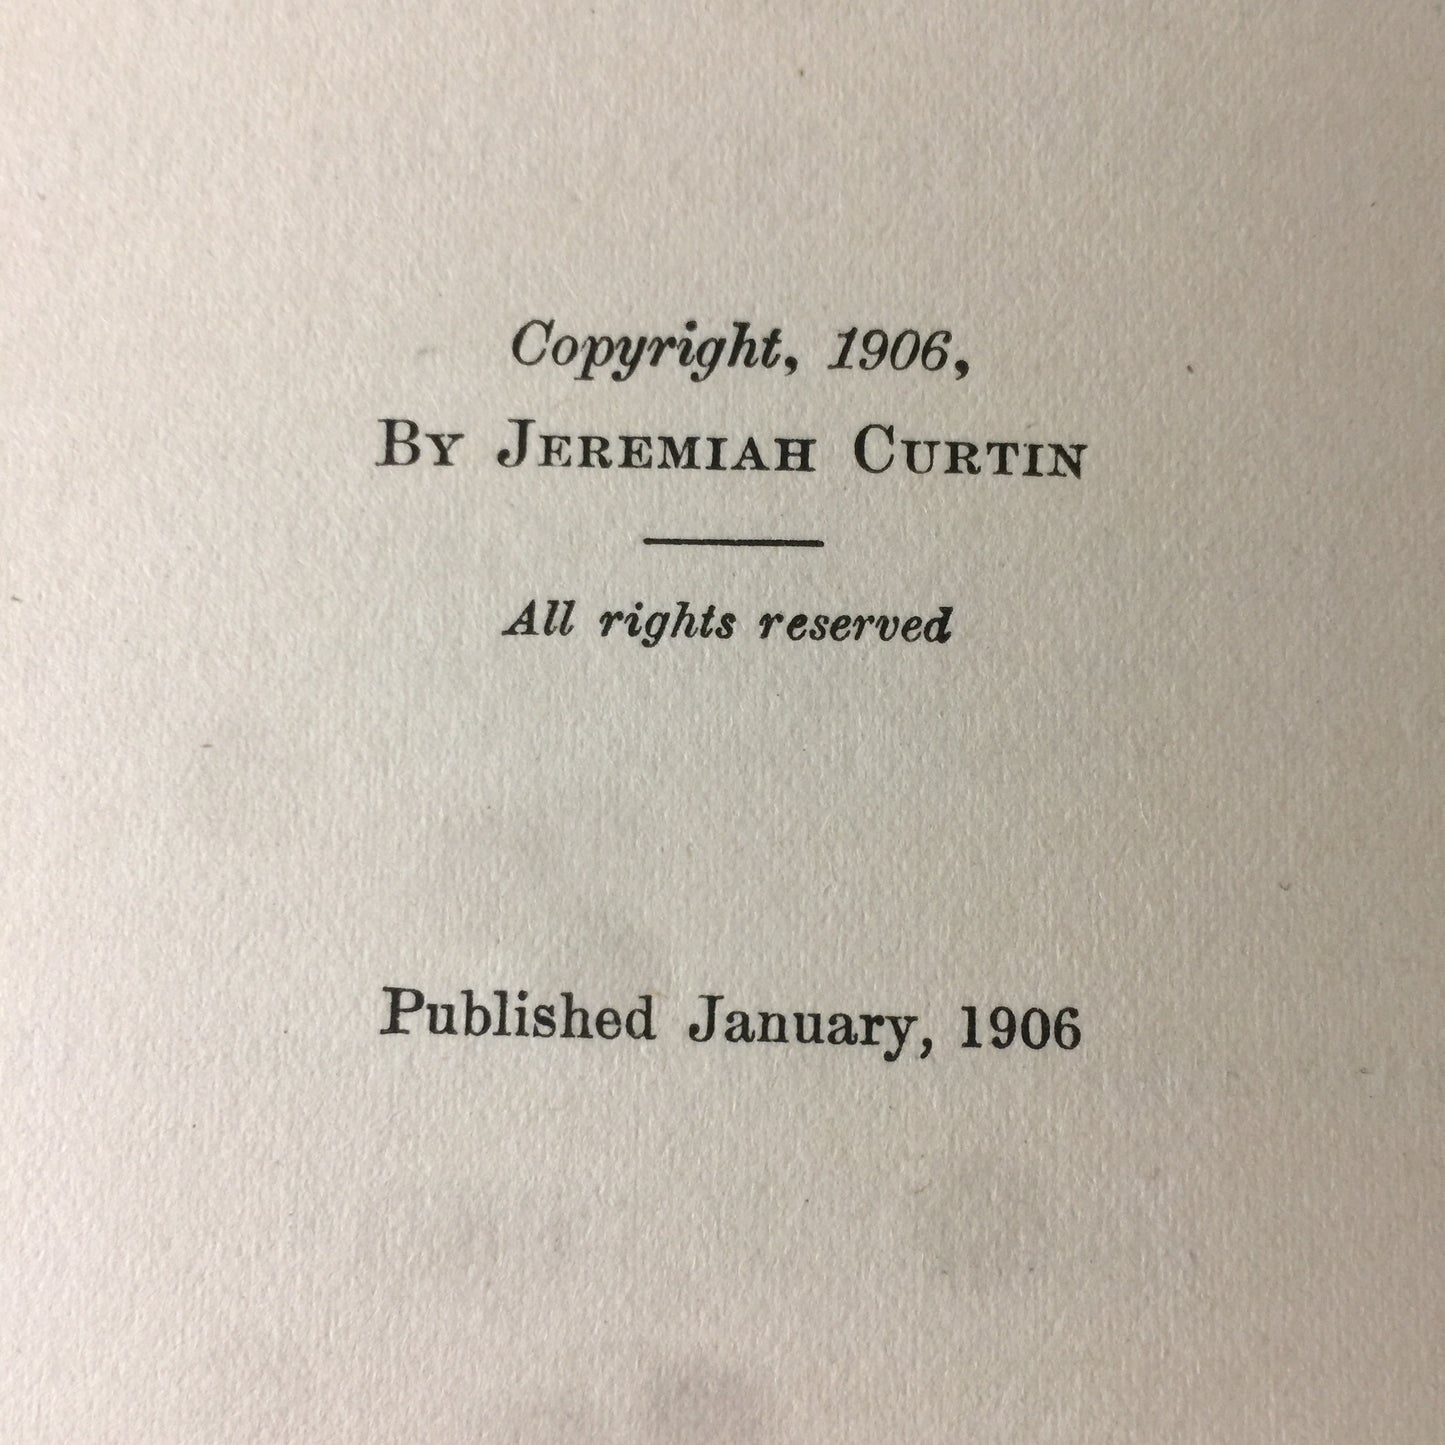 Copyright, 1906,
By Jeremiah Curtin
All rights reserved
Published January, 1906